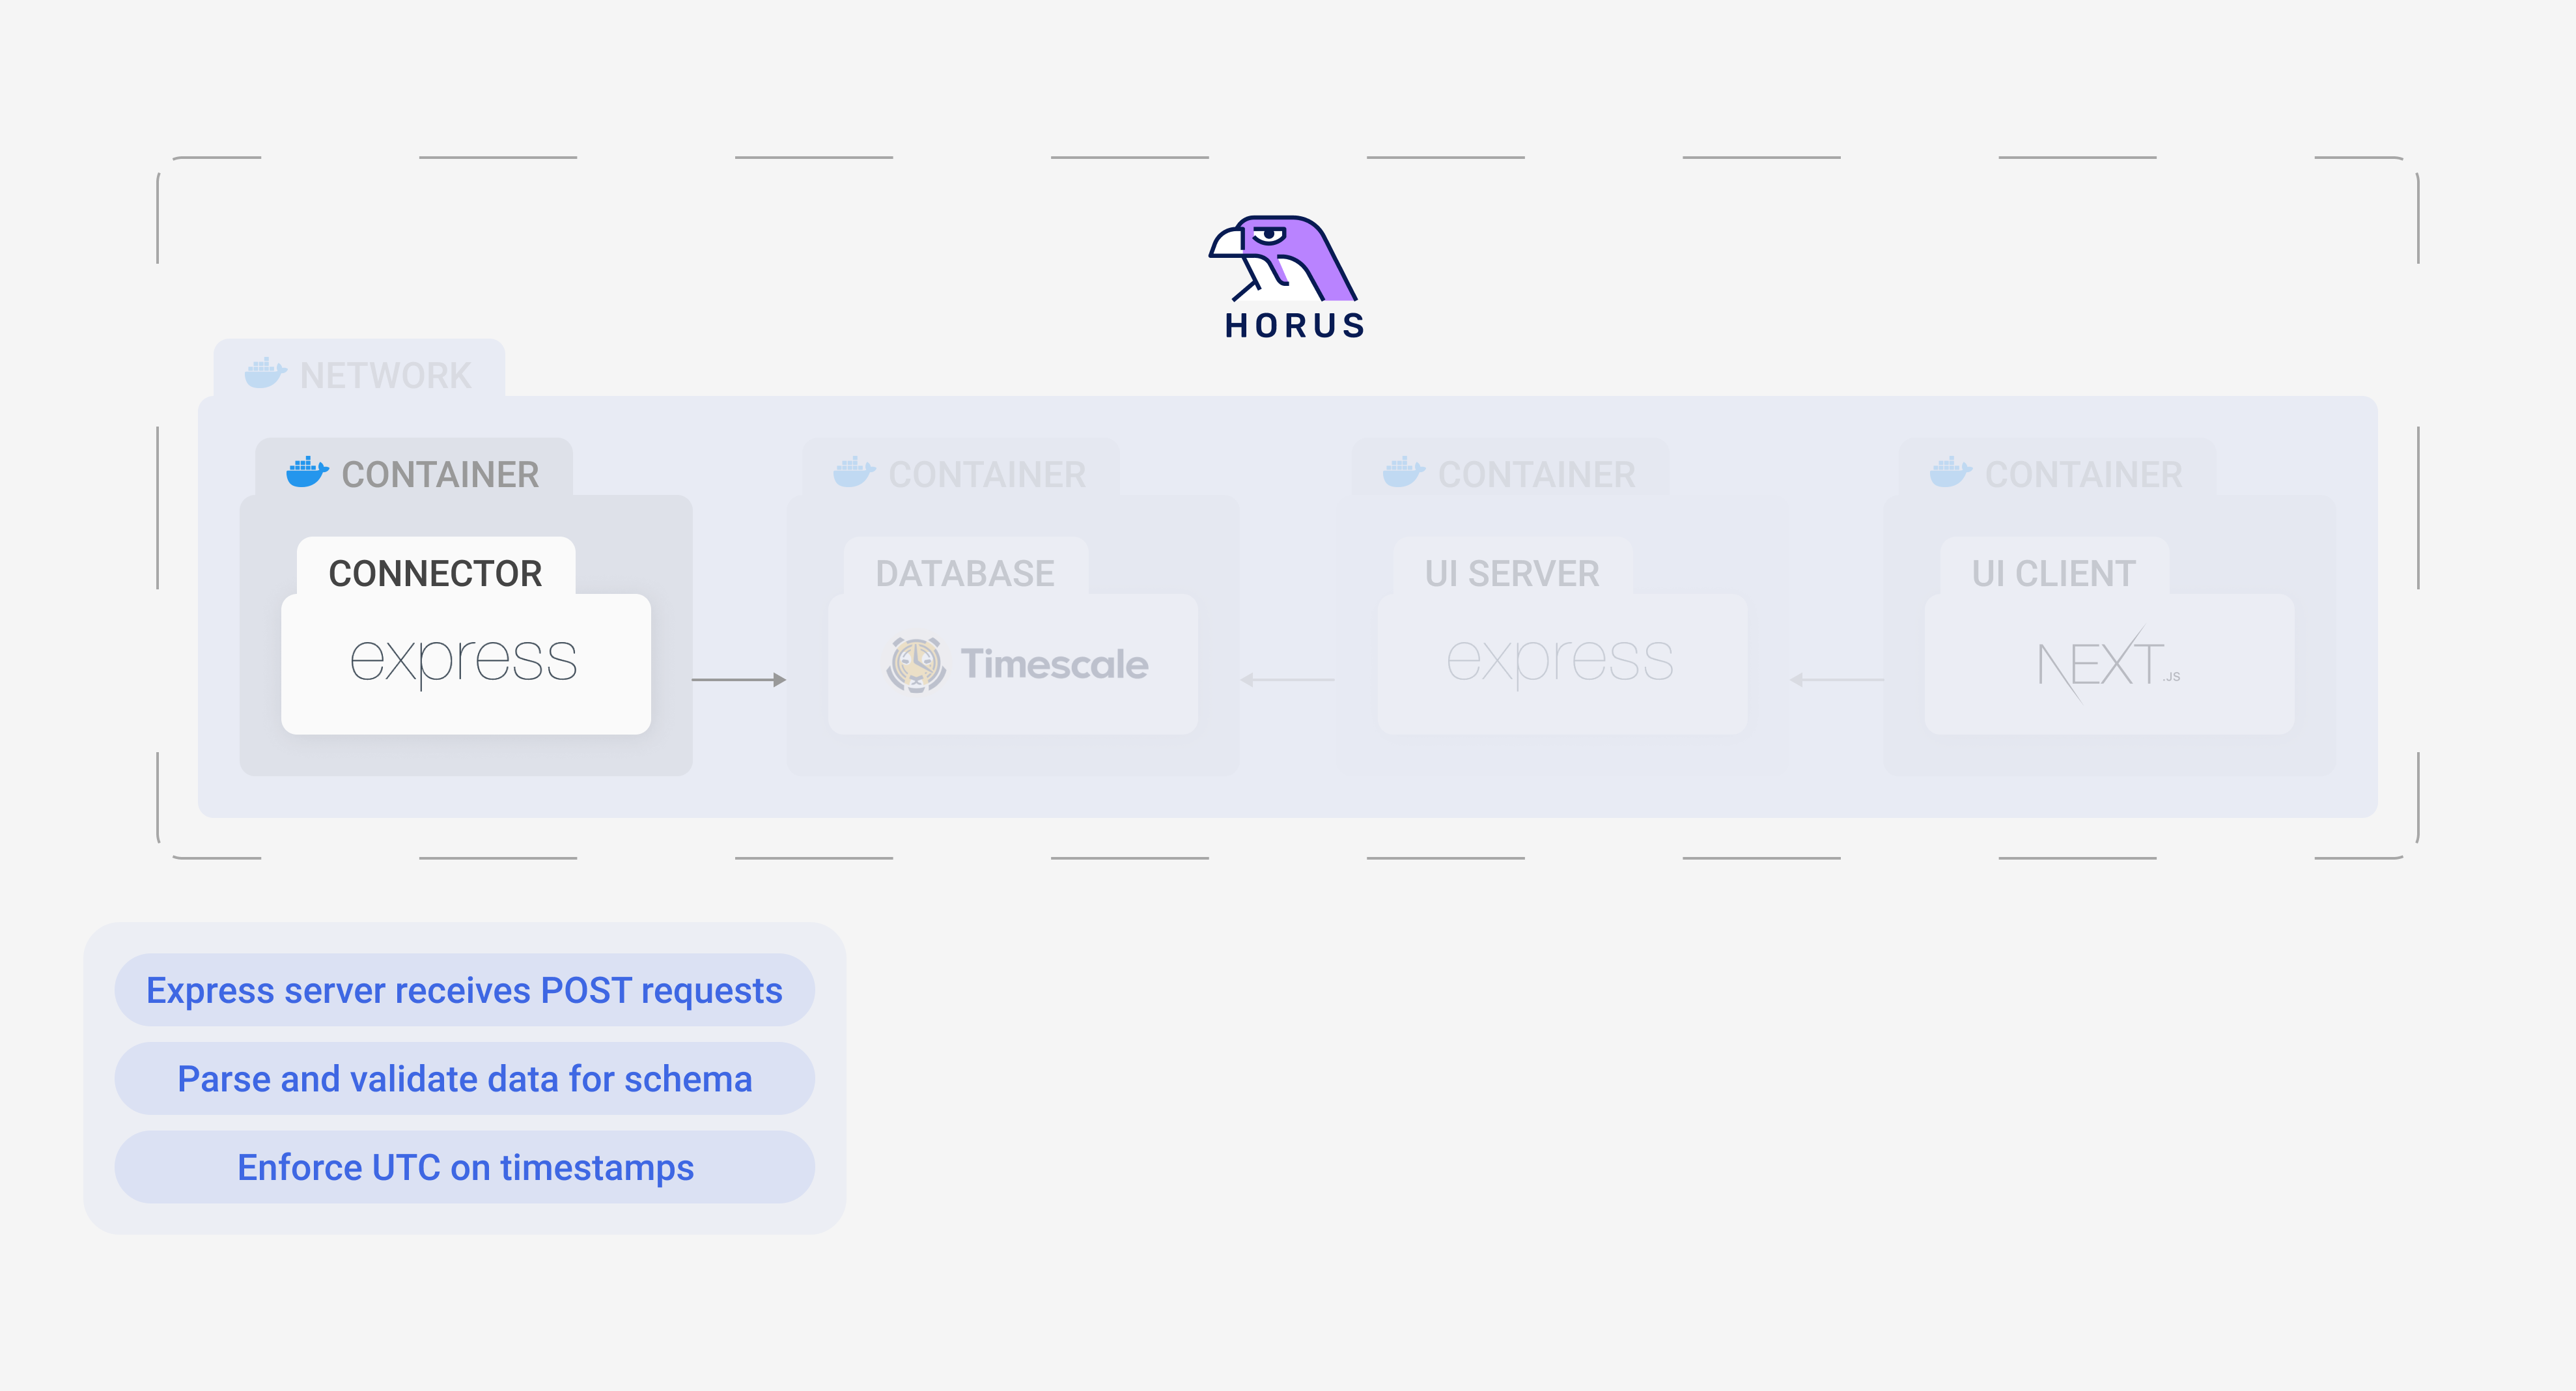 HORUS
NETWORK
CONTAINER
CONNECTOR
express
CONTAINER
DATABASE
Timescale
CONTAINER
UI SERVER
express
CONTAINER
UI CLIENT
NEXT.JS
Express server receives POST requests
Parse and validate data for schema
Enforce UTC on timestamps